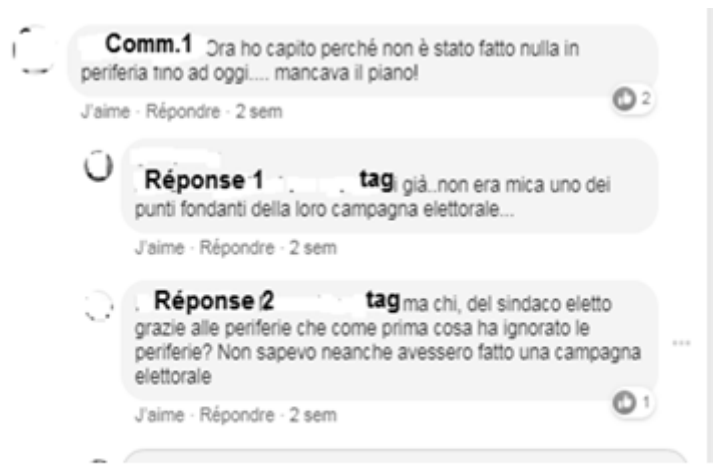 Comm.1 Ora ho capito perché non è stato fatto nulla in
periferia fino ad oggi.... mancava il piano!
2
J'aime · Répondre · 2 sem
Réponse 1 tag già..non era mica uno dei
punti fondanti della loro campagna elettorale...
J'aime · Répondre · 2 sem
Réponse 2 tag ma chi, del sindaco eletto
grazie alle periferie che come prima cosa ha ignorato le
periferie? Non sapevo neanche avessero fatto una campagna
elettorale
1
J'aime · Répondre · 2 sem